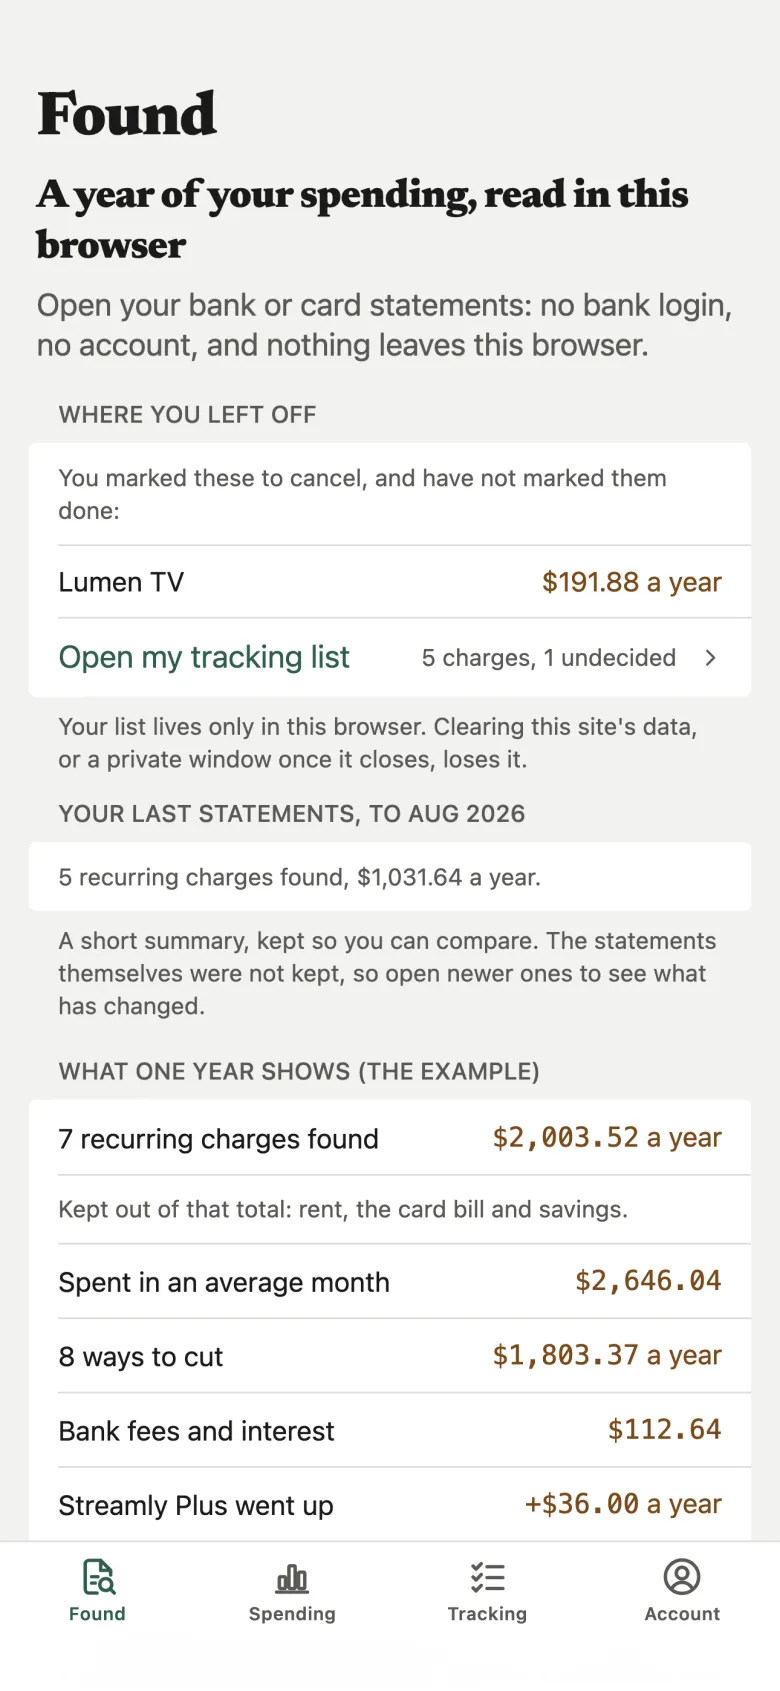 Found
A year of your spending, read in this
browser
Open your bank or card statements: no bank login,
no account, and nothing leaves this browser.
WHERE YOU LEFT OFF
You marked these to cancel, and have not marked them
done:
Lumen TV $191.88 a year
Open my tracking list 5 charges, 1 undecided
Your list lives only in this browser. Clearing this site's data,
or a private window once it closes, loses it.
YOUR LAST STATEMENTS, TO AUG 2026
5 recurring charges found, $1,031.64 a year.
A short summary, kept so you can compare. The statements
themselves were not kept, so open newer ones to see what
has changed.
WHAT ONE YEAR SHOWS (THE EXAMPLE)
7 recurring charges found $2,003.52 a year
Kept out of that total: rent, the card bill and savings.
Spent in an average month $2,646.04
8 ways to cut $1,803.37 a year
Bank fees and interest $112.64
Streamly Plus went up +$36.00 a year
Found Spending Tracking Account